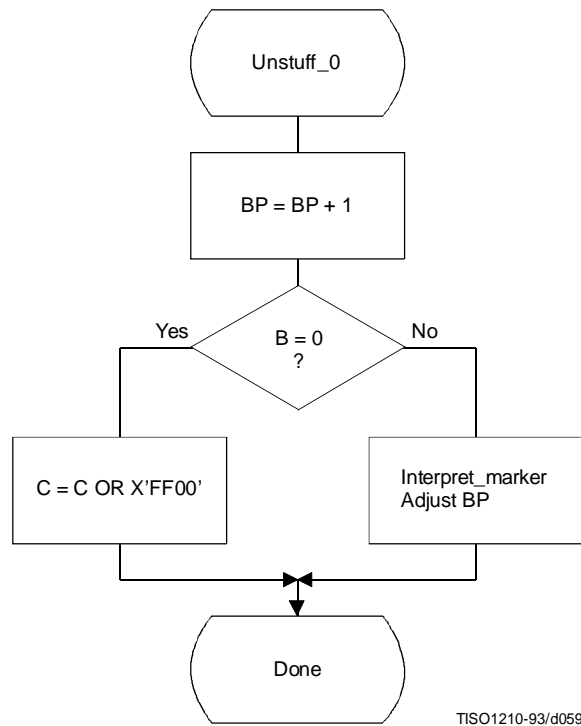 Unstuff_0
BP = BP + 1
Yes
B = 0
?
No
C = C OR X’FF00’
Interpret_marker
Adjust BP
Done
TISO1210-93/d059